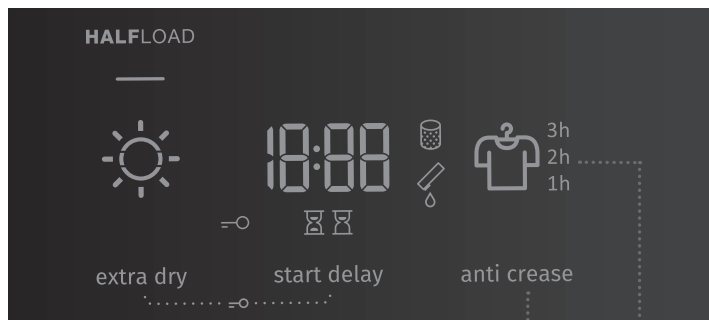 HALFLOAD
18:88
3h
2h
1h
extra dry
start delay
anti crease